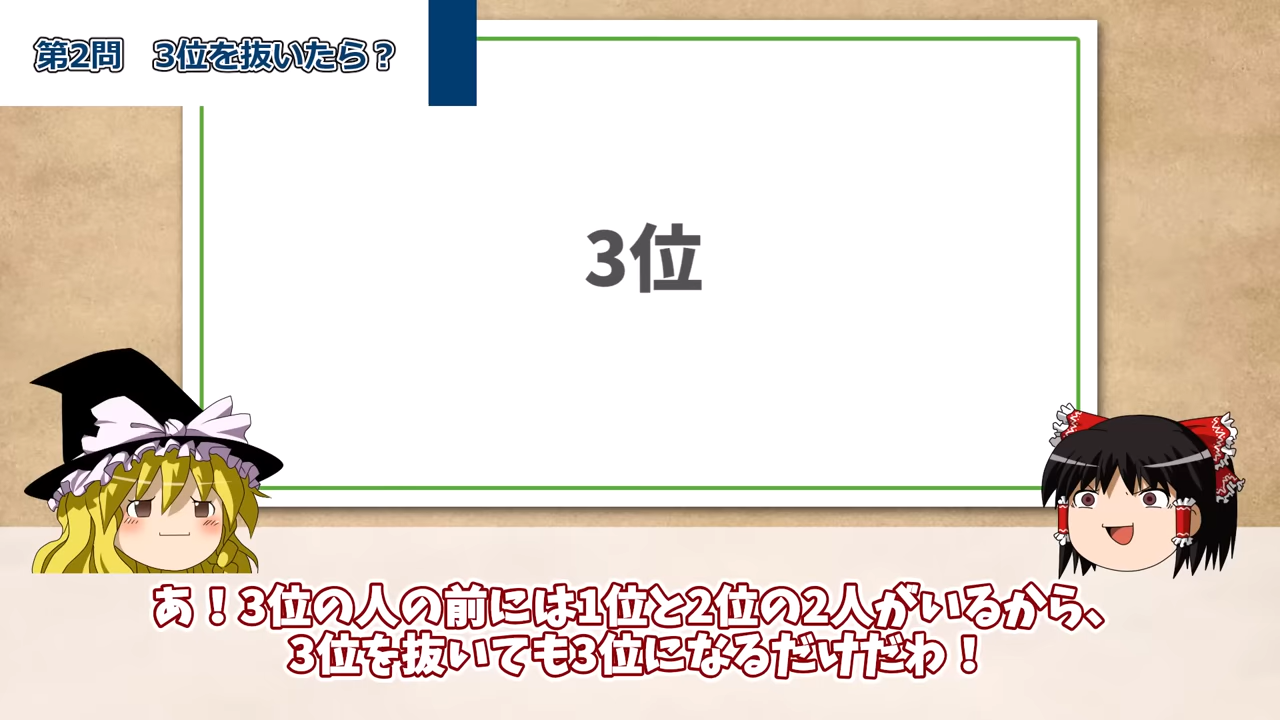 第2問　3位を抜いたら？
3位
あ！3位の人の前には1位と2位の2人がいるから、
3位を抜いても3位になるだけだわ！